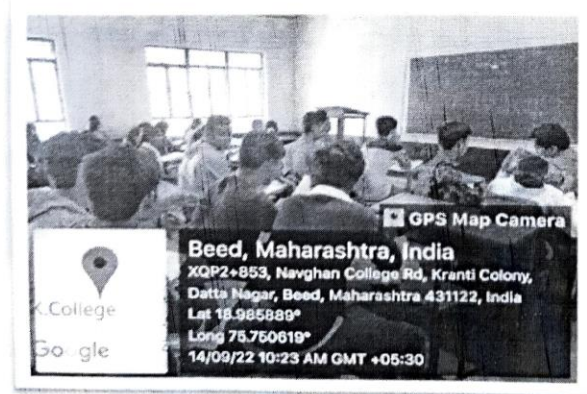 GPS Map Camera
Beed, Maharashtra, India
XQP2+853, Navghan College Rd, Kranti Colony,
Datta Nagar, Beed, Maharashtra 431122, India
Lat 18.985889°
Long 75.750619°
14/09/22 10:23 AM GMT +05:30
K.College
Google